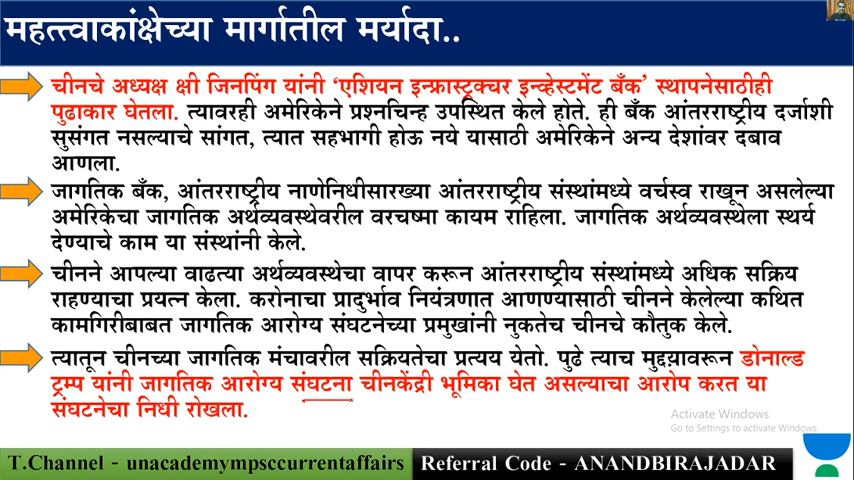 महत्त्वाकांक्षेच्या मार्गातील मर्यादा..
चीनचे अध्यक्ष क्षी जिनपिंग यांनी ‘एशियन इन्फ्रास्ट्रक्चर इन्व्हेस्टमेंट बँक’ स्थापनेसाठीही
पुढाकार घेतला. त्यावरही अमेरिकेने प्रश्नचिन्ह उपस्थित केले होते. ही बँक आंतरराष्ट्रीय दर्जाशी
सुसंगत नसल्याचे सांगत, त्यात सहभागी होऊ नये यासाठी अमेरिकेने अन्य देशांवर दबाव
आणला.
जागतिक बँक, आंतरराष्ट्रीय नाणेनिधीसारख्या आंतरराष्ट्रीय संस्थांमध्ये वर्चस्व राखून असलेल्या
अमेरिकेचा जागतिक अर्थव्यवस्थेवरील वरचष्मा कायम राहिला. जागतिक अर्थव्यवस्थेला स्थर्य
देण्याचे काम या संस्थांनी केले.
चीनने आपल्या वाढत्या अर्थव्यवस्थेचा वापर करून आंतरराष्ट्रीय संस्थांमध्ये अधिक सक्रिय
राहण्याचा प्रयत्न केला. करोनाचा प्रादुर्भाव नियंत्रणात आणण्यासाठी चीनने केलेल्या कथित
कामगिरीबाबत जागतिक आरोग्य संघटनेच्या प्रमुखांनी नुकतेच चीनचे कौतुक केले.
त्यातून चीनच्या जागतिक मंचावरील सक्रियतेचा प्रत्यय येतो. पुढे त्याच मुद्द्य़ावरून डोनाल्ड
ट्रम्प यांनी जागतिक आरोग्य संघटना चीनकेंद्री भूमिका घेत असल्याचा आरोप करत या
संघटनेचा निधी रोखला.
Activate Windows
Go to Settings to activate Windows.
T.Channel - unacademympsccurrentaffairs
Referral Code - ANANDBIRAJADAR